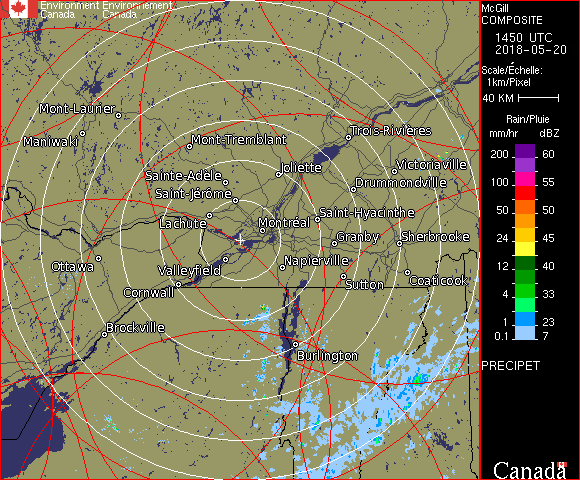 Environment Environnement
Canada Canada
McGill
COMPOSITE
1450 UTC
2018-05-20
Scale/Échelle:
1km/Pixel
40 KM
Rain/Pluie
mm/hr dBZ
200 60
100 55
50 50
24 45
12 40
4 33
1 23
0.1 7
PRECIPET
Canada
Mont-Laurier
Maniwaki
Mont-Tremblant
Trois-Rivières
Joliette
Victoriaville
Sainte-Adèle
Drummondville
Saint-Jérôme
Lachute
Montréal
Saint-Hyacinthe
Granby
Sherbrooke
Ottawa
Valleyfield
Napierville
Cornwall
Sutton
Coaticook
Brockville
Burlington